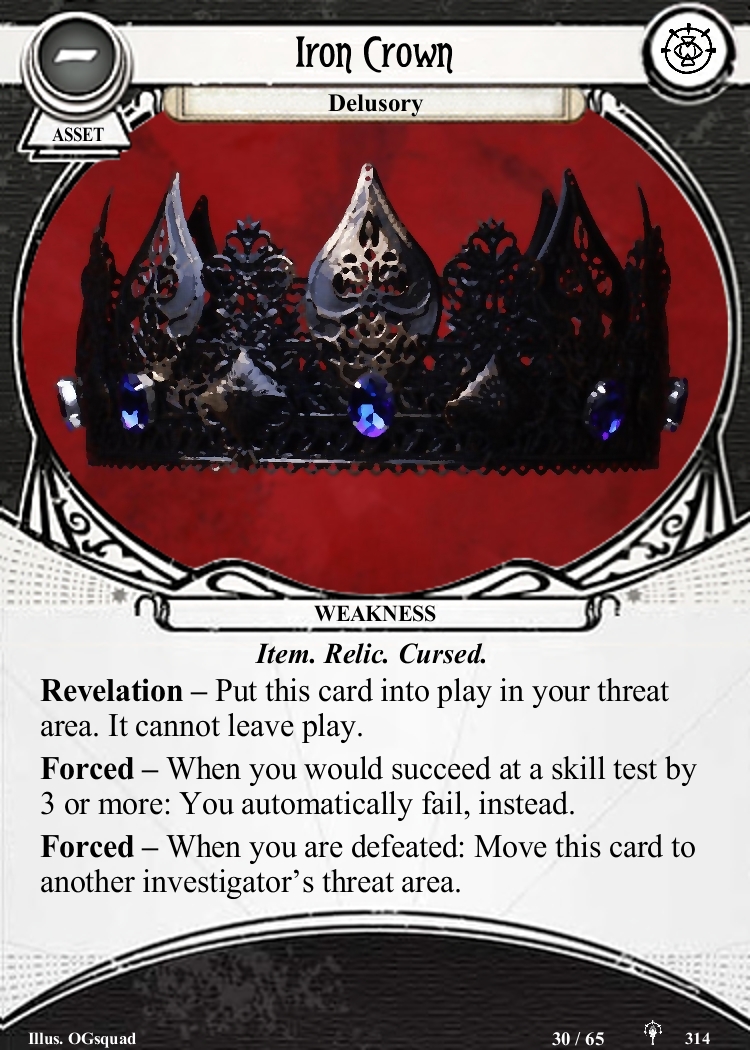 Iron Crown
Delusory
ASSET
WEAKNESS
Item. Relic. Cursed.
Revelation – Put this card into play in your threat
area. It cannot leave play.
Forced – When you would succeed at a skill test by
3 or more: You automatically fail, instead.
Forced – When you are defeated: Move this card to
another investigator’s threat area.
Illus. OGsquad
30 / 65
314